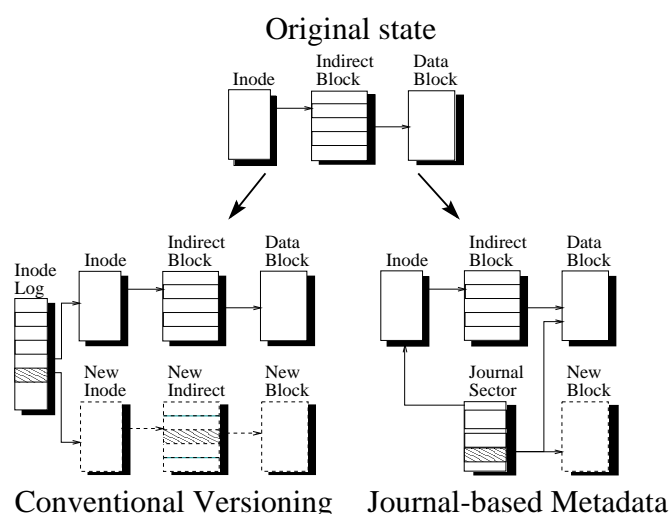 Original state
Inode
Indirect
Block
Data
Block
Inode
Log
Inode
Indirect
Block
Data
Block
New
Inode
New
Indirect
New
Block
Inode
Indirect
Block
Data
Block
Journal
Sector
New
Block
Conventional Versioning
Journal-based Metadata